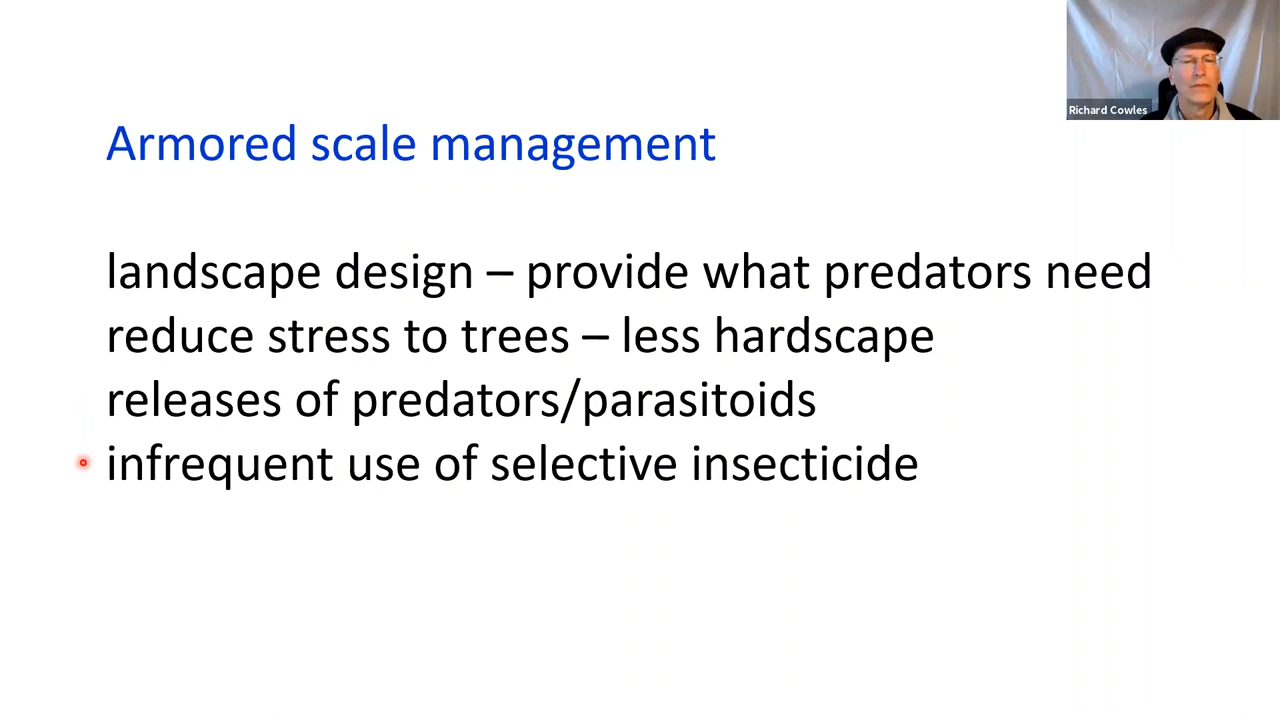 Richard Cowles
Armored scale management
landscape design – provide what predators need
reduce stress to trees – less hardscape
releases of predators/parasitoids
infrequent use of selective insecticide